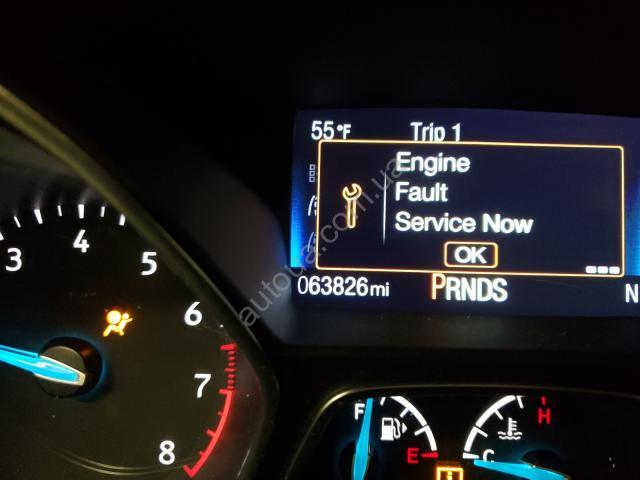 55°F Trip 1
Engine
Fault
Service Now
OK
063826mi PRNDS N
3 4 5 6 7 8
F E
C H
autoua.com.ua